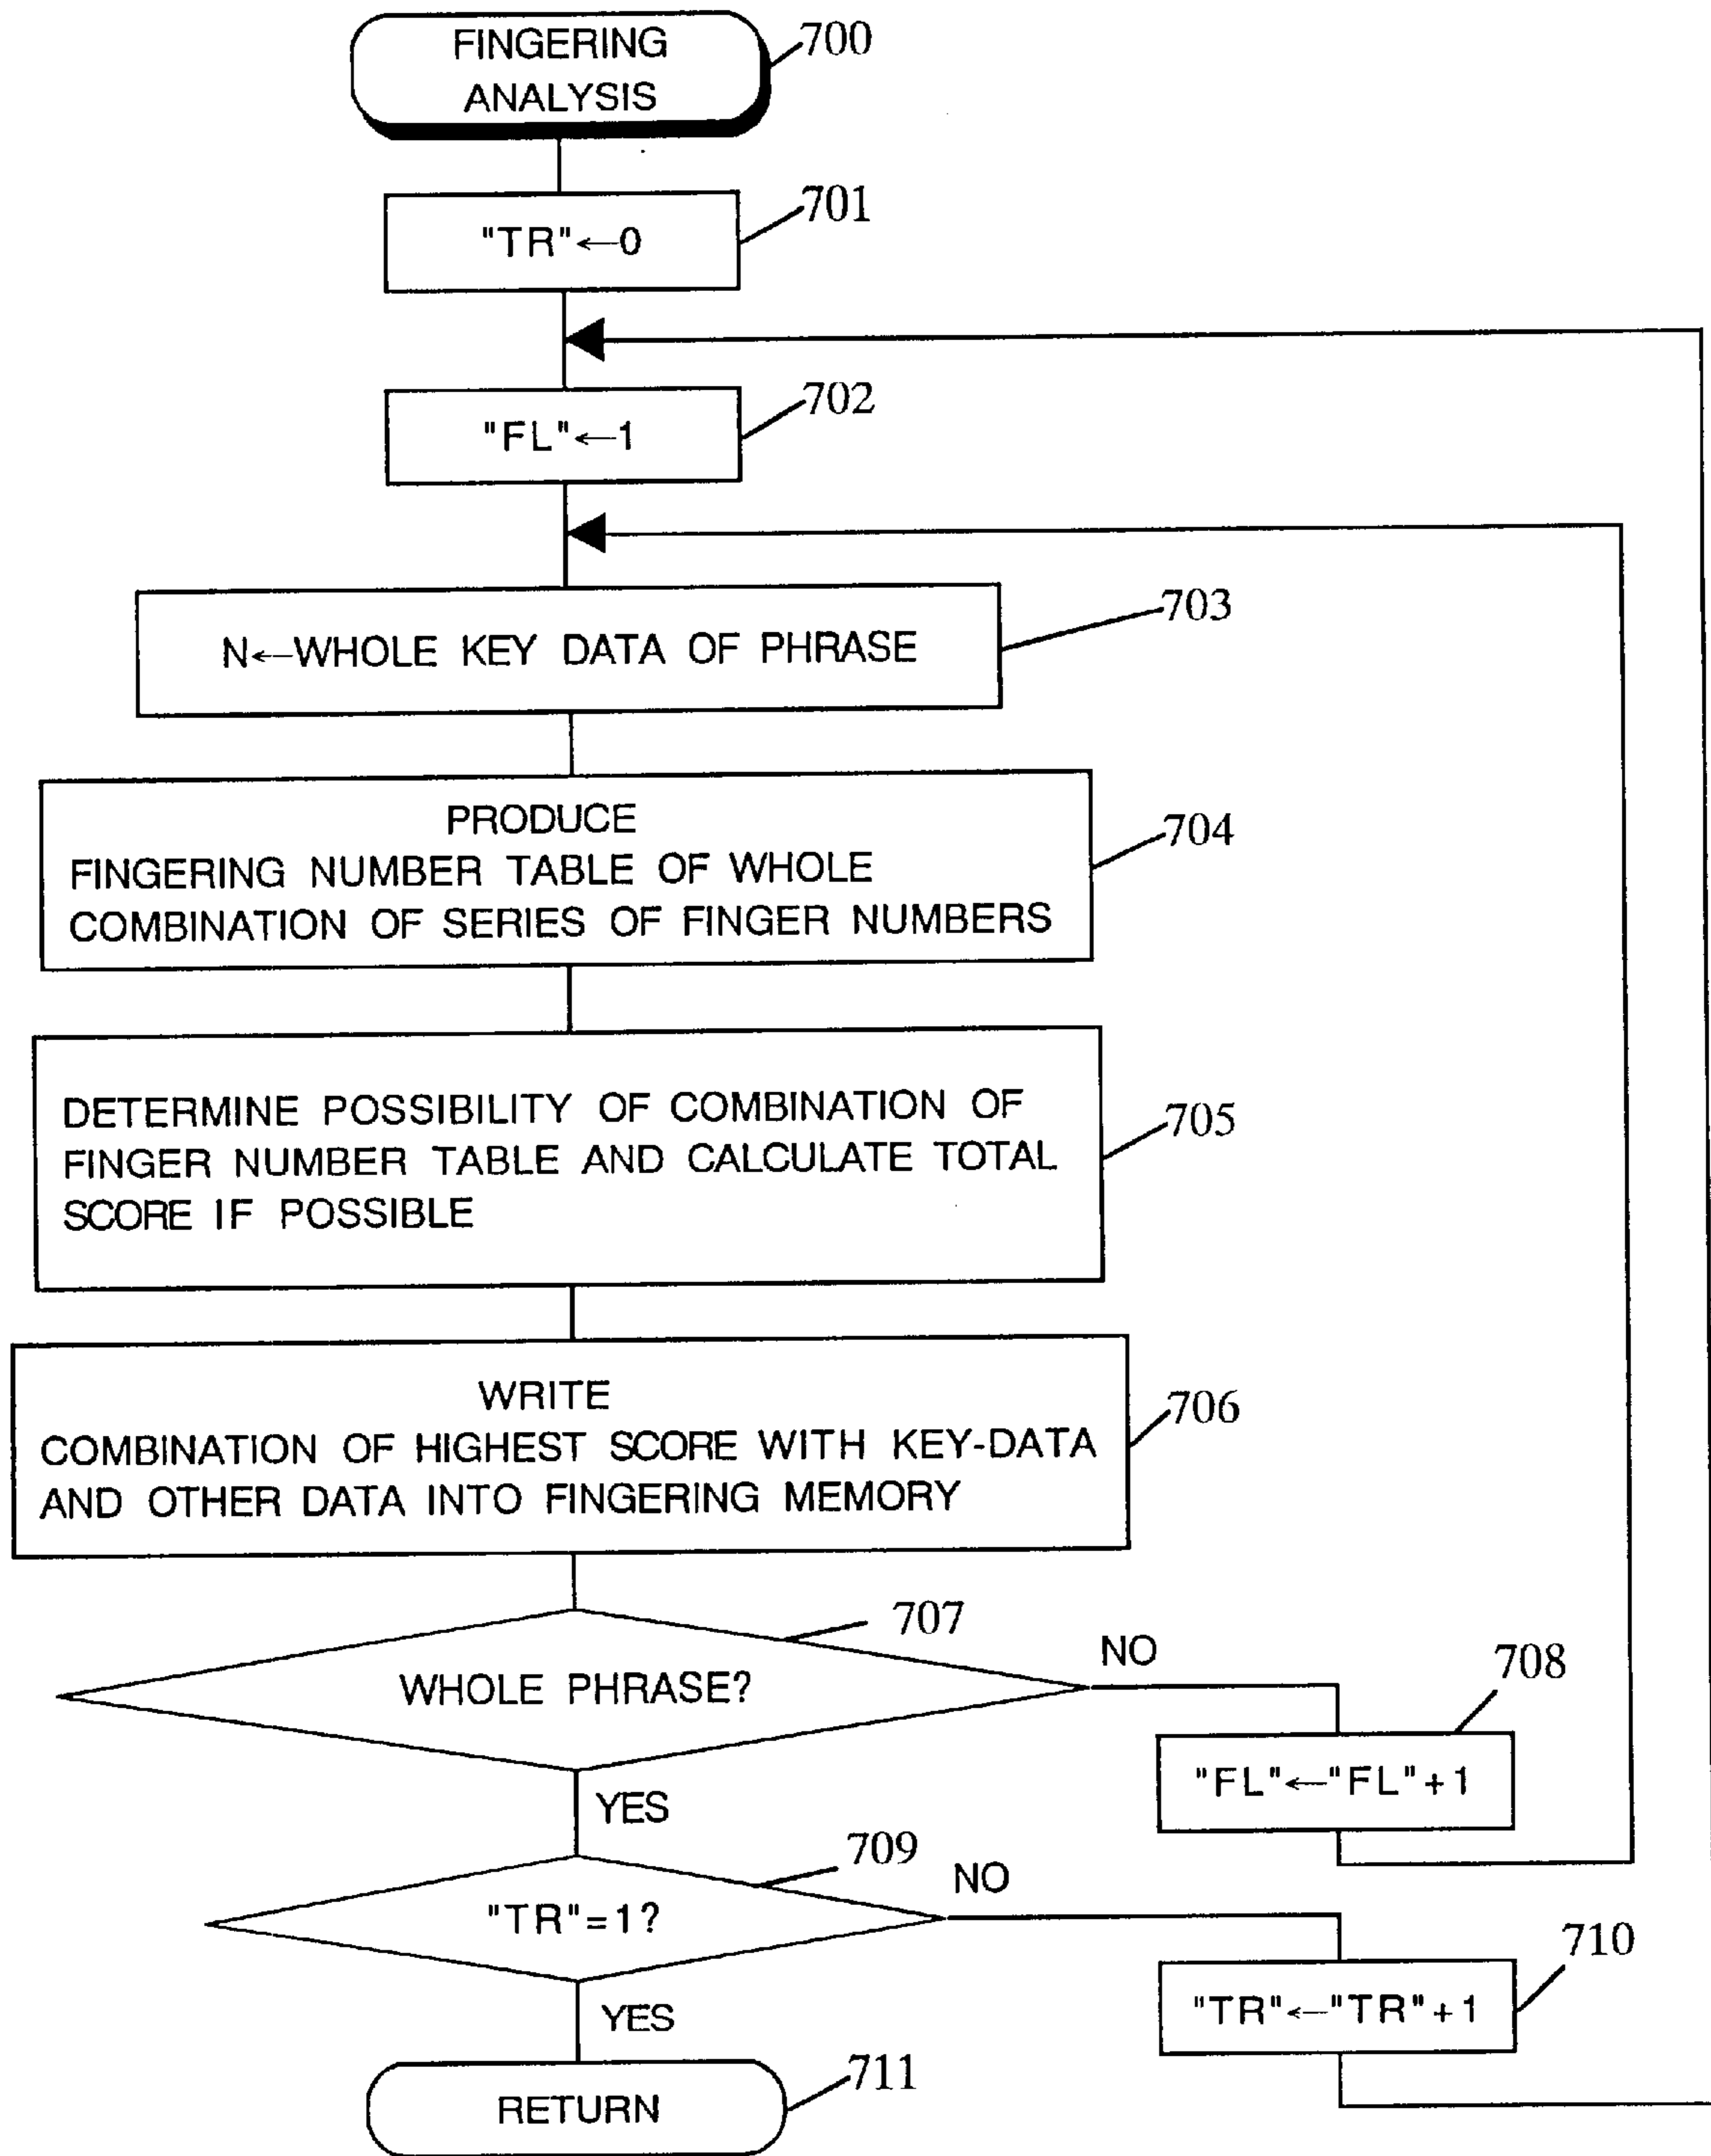 FINGERING
ANALYSIS
700
"TR"←0
701
"FL"←1
702
N←WHOLE KEY DATA OF PHRASE
703
PRODUCE
FINGERING NUMBER TABLE OF WHOLE
COMBINATION OF SERIES OF FINGER NUMBERS
704
DETERMINE POSSIBILITY OF COMBINATION OF
FINGER NUMBER TABLE AND CALCULATE TOTAL
SCORE IF POSSIBLE
705
WRITE
COMBINATION OF HIGHEST SCORE WITH KEY-DATA
AND OTHER DATA INTO FINGERING MEMORY
706
WHOLE PHRASE?
707
NO
708
"FL"←"FL"+1
YES
"TR"=1?
709
NO
710
"TR"←"TR"+1
YES
RETURN
711